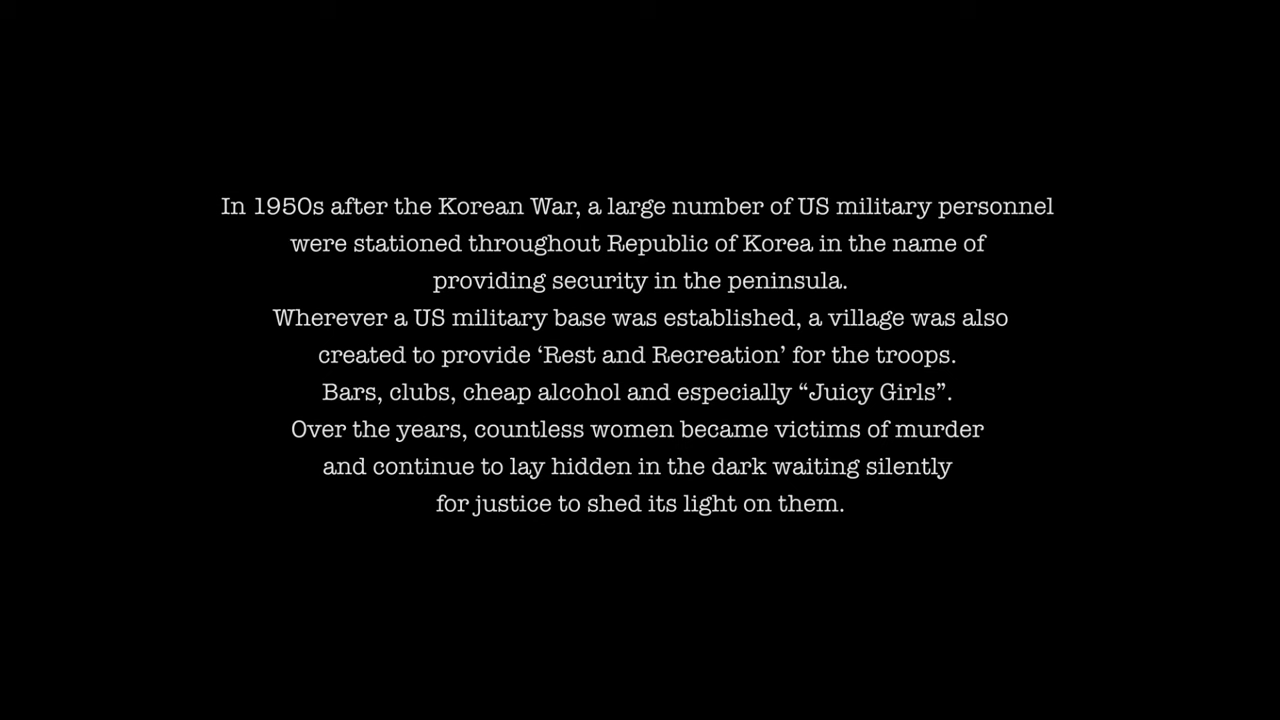 In 1950s after the Korean War, a large number of US military personnel
were stationed throughout Republic of Korea in the name of
providing security in the peninsula.
Wherever a US military base was established, a village was also
created to provide ‘Rest and Recreation’ for the troops.
Bars, clubs, cheap alcohol and especially “Juicy Girls”.
Over the years, countless women became victims of murder
and continue to lay hidden in the dark waiting silently
for justice to shed its light on them.